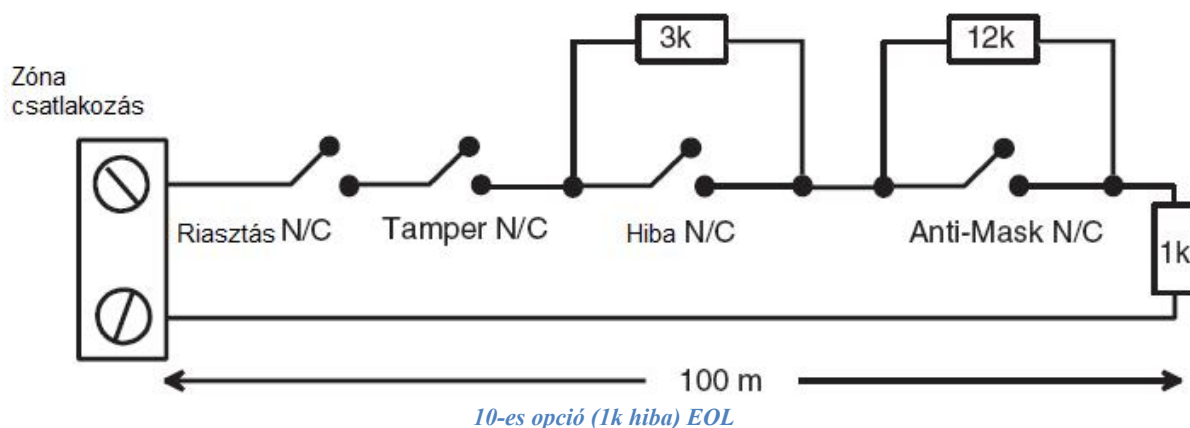 3k
12k
Zóna
csatlakozás
Riasztás N/C
Tamper N/C
Hiba N/C
Anti-Mask N/C
1k
100 m
10-es opció (1k hiba) EOL